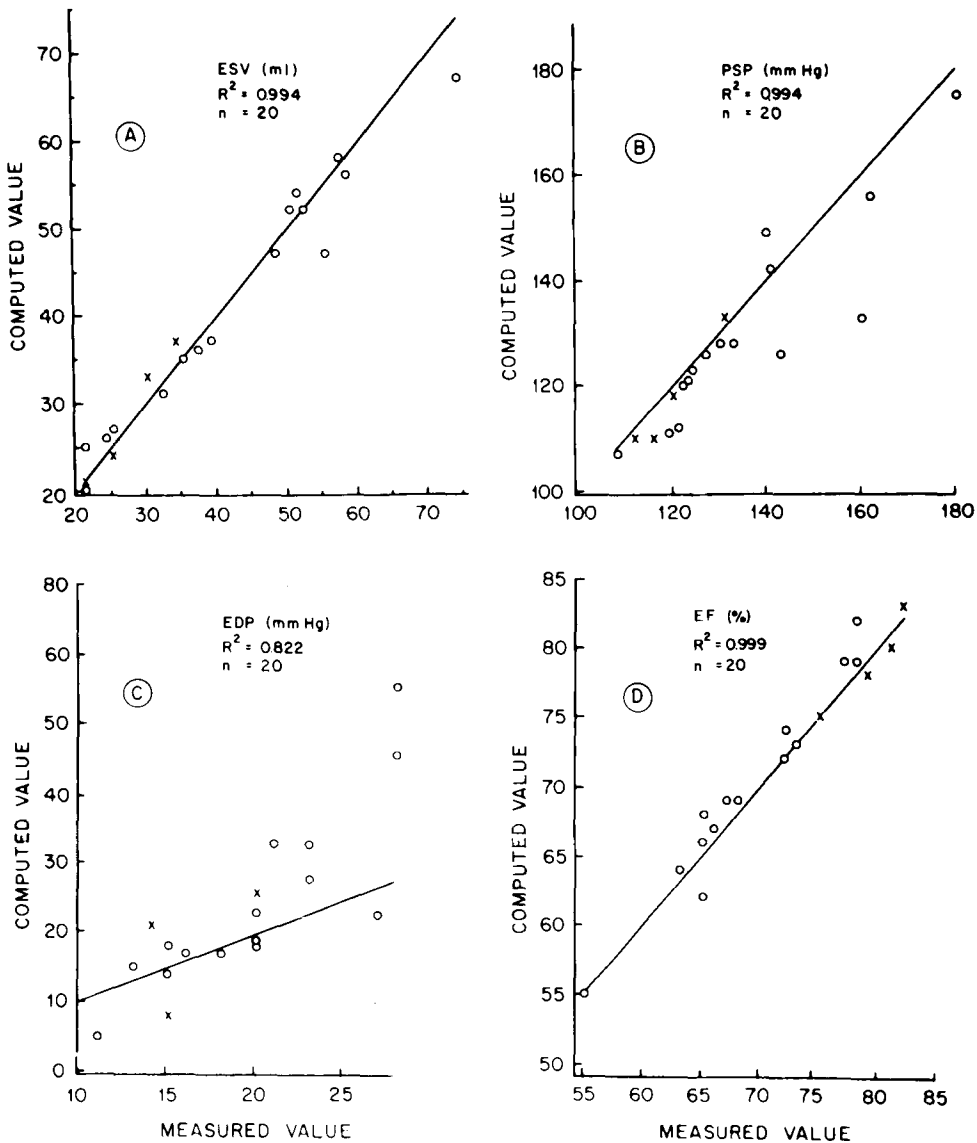 70
60
50
40
30
20
COMPUTED VALUE
A
ESV (ml)
R² = 0.994
n = 20
20 30 40 50 60 70
180
160
140
120
100
COMPUTED VALUE
B
PSP (mm Hg)
R² = 0.994
n = 20
100 120 140 160 180
80
70
60
50
40
30
20
10
0
COMPUTED VALUE
C
EDP (mm Hg)
R² = 0.822
n = 20
10 15 20 25
MEASURED VALUE
85
80
75
70
65
60
55
50
COMPUTED VALUE
D
EF (%)
R² = 0.999
n = 20
55 60 65 70 75 80 85
MEASURED VALUE